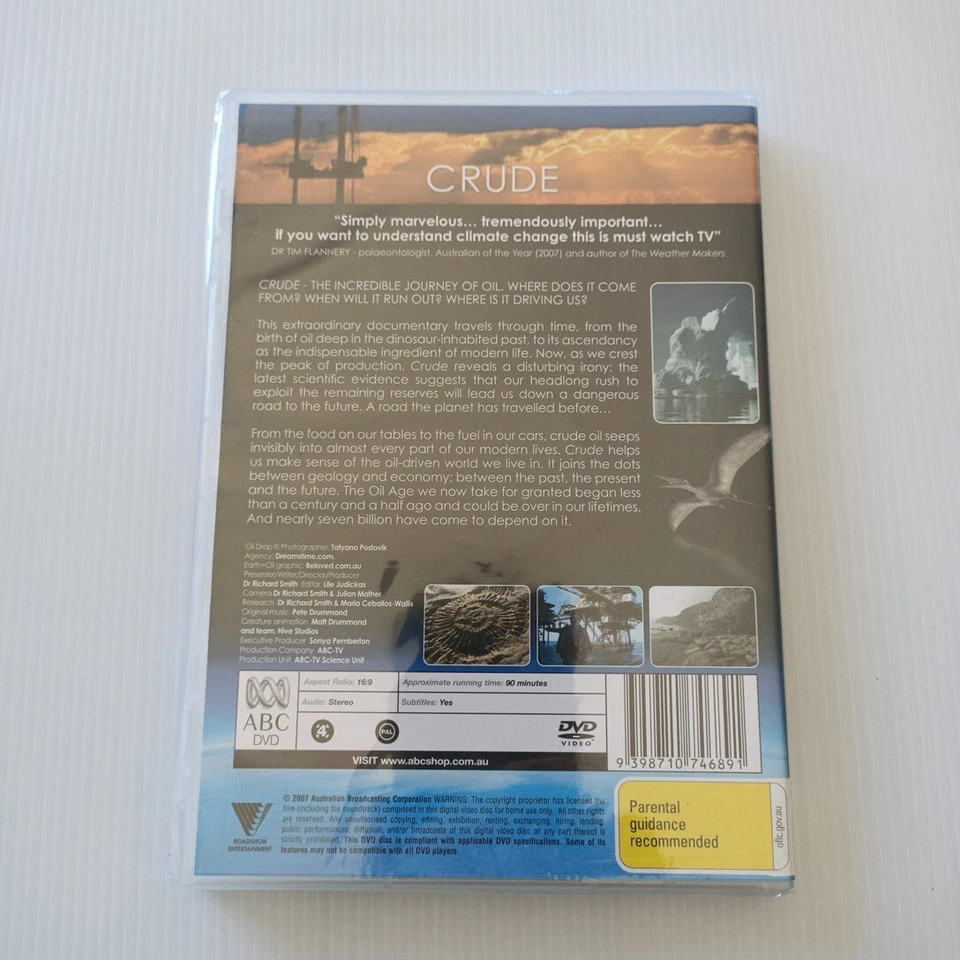 CRUDE
"Simply marvelous... tremendously important...
if you want to understand climate change this is must watch TV"
DR TIM FLANNERY - palaeontologist, Australian of the Year (2007) and author of The Weather Makers
CRUDE - THE INCREDIBLE JOURNEY OF OIL. WHERE DOES IT COME
FROM? WHEN WILL IT RUN OUT? WHERE IS IT DRIVING US?
This extraordinary documentary travels through time, from the
birth of oil deep in the dinosaur-inhabited past, to its ascendancy
as the indispensable ingredient of modern life. Now, as we crest
the peak of production, Crude reveals a disturbing irony: the
latest scientific evidence suggests that our headlong rush to
exploit the remaining reserves will lead us down a dangerous
road to the future. A road the planet has travelled before...
From the food on our tables to the fuel in our cars, crude oil seeps
invisibly into almost every part of our modern lives. Crude helps
us make sense of the oil-driven world we live in. It joins the dots
between geology and economy; between the past, the present
and the future. The Oil Age we now take for granted began less
than a century and a half ago and could be over in our lifetimes.
And nearly seven billion have come to depend on it.
Oil Drop © Photographer: Tatyana Postovik
Agency: Dreamstime.com.
Earth+Oil graphic: Beloved.com.au
Presenter/Writer/Director/Producer
Dr Richard Smith Editor Lile Judickas
Camera Dr Richard Smith & Julian Mather
Research Dr Richard Smith & Maria Ceballos-Wallis
Original music Pete Drummond
Creature animation Matt Drummond
and team, Hive Studios
Executive Producer Sonya Pemberton
Production Company ABC-TV
Production Unit ABC-TV Science Unit
ABC
DVD
Aspect Ratio: 16:9
Approximate running time: 90 minutes
Audio: Stereo
Subtitles: Yes
4
PAL
DVD
VIDEO
VISIT www.abcshop.com.au
9 398710 746891
ROADSHOW
ENTERTAINMENT
© 2007 Australian Broadcasting Corporation WARNING: The copyright proprietor has licensed the
film (including the soundtrack) comprised in this digital video disc for home use only. All other rights
are reserved. Any unauthorised copying, editing, exhibition, renting, exchanging, hiring, lending,
public performances, diffusion, and/or broadcasts of this digital video disc or any part thereof is
strictly prohibited. This DVD disc is compliant with applicable DVD specifications. Some of its
features may not be compatible with all DVD players.
Parental
guidance
recommended
oflc.gov.au